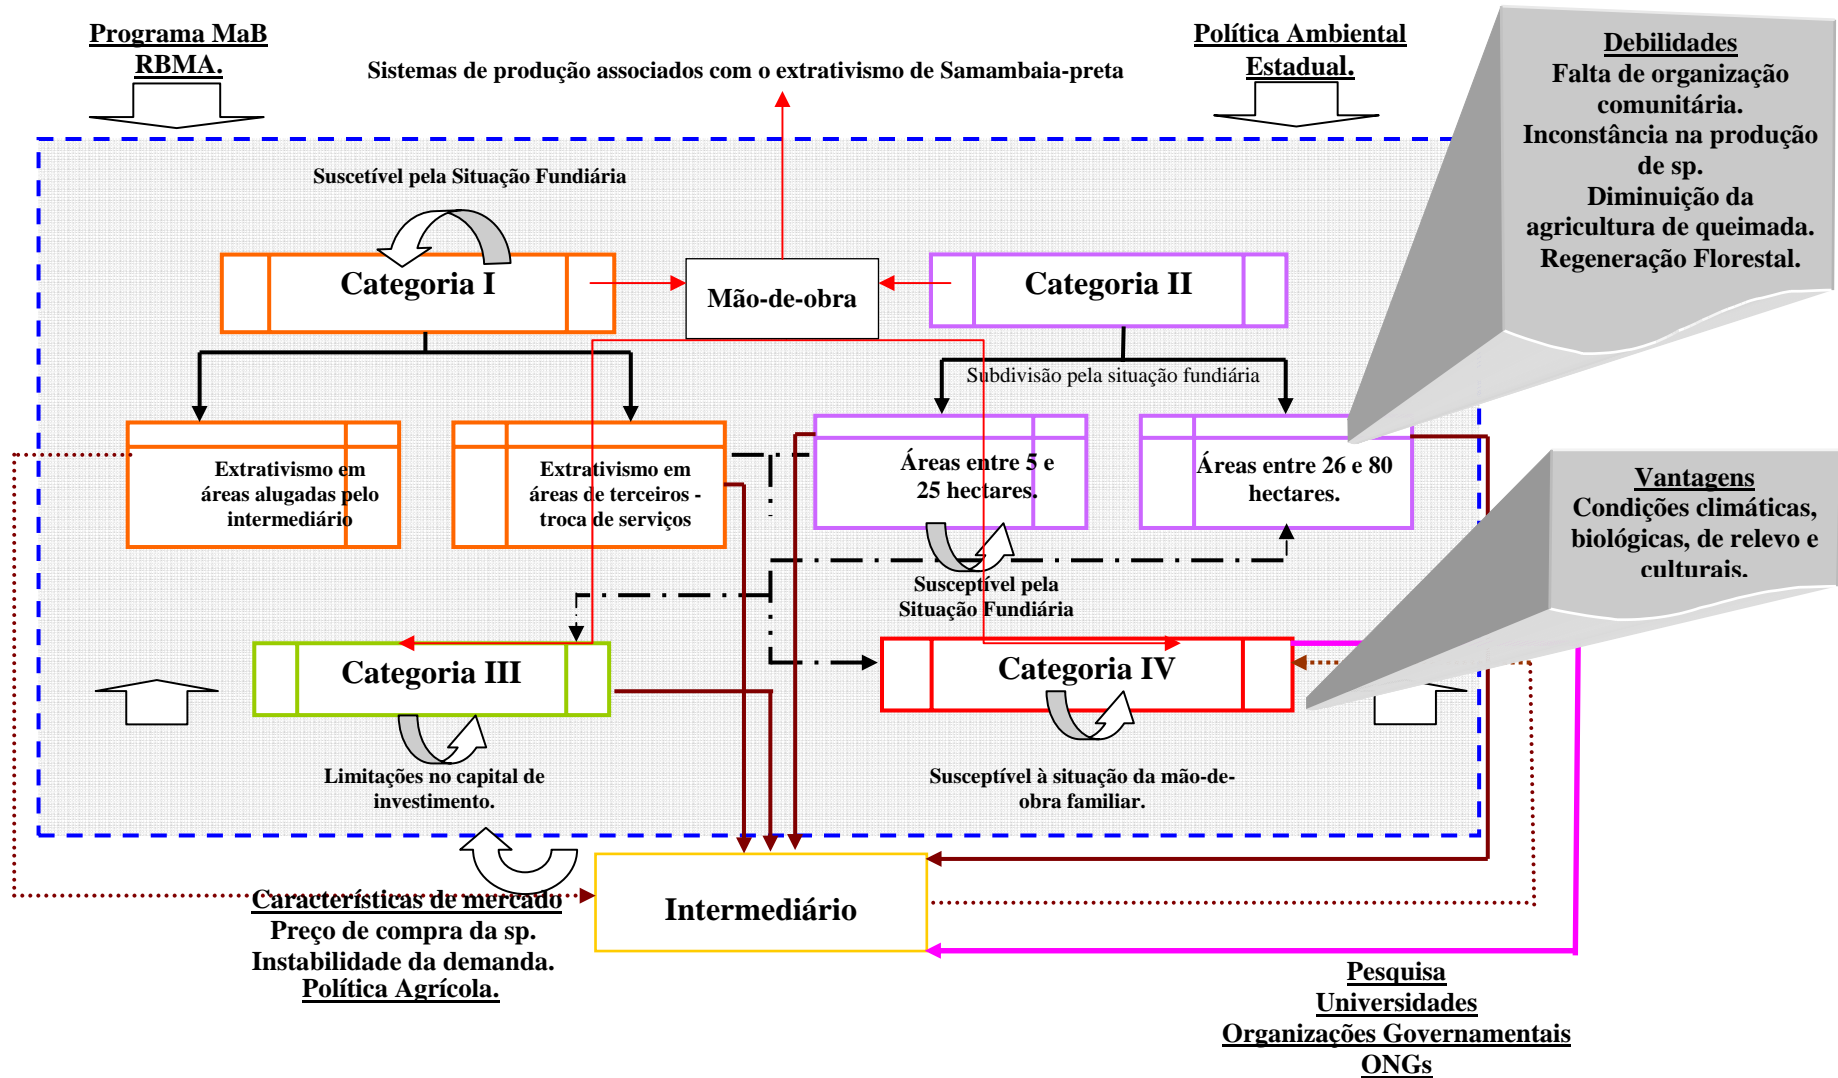 Programa MaB
RBMA.
Política Ambiental
Estadual.
Sistemas de produção associados com o extrativismo de Samambaia-preta
Debilidades
Falta de organização
comunitária.
Inconstância na produção
de sp.
Diminuição da
agricultura de queimada.
Regeneração Florestal.
Suscetível pela Situação Fundiária
Categoria I
Mão-de-obra
Categoria II
Subdivisão pela situação fundiária
Extrativismo em
áreas alugadas pelo
intermediário
Extrativismo em
áreas de terceiros -
troca de serviços
Áreas entre 5 e
25 hectares.
Áreas entre 26 e 80
hectares.
Vantagens
Condições climáticas,
biológicas, de relevo e
culturais.
Susceptível pela
Situação Fundiária
Categoria III
Categoria IV
Limitações no capital de
investimento.
Susceptível à situação da mão-de-
obra familiar.
Características de mercado
Preço de compra da sp.
Instabilidade da demanda.
Política Agrícola.
Intermediário
Pesquisa
Universidades
Organizações Governamentais
ONGs